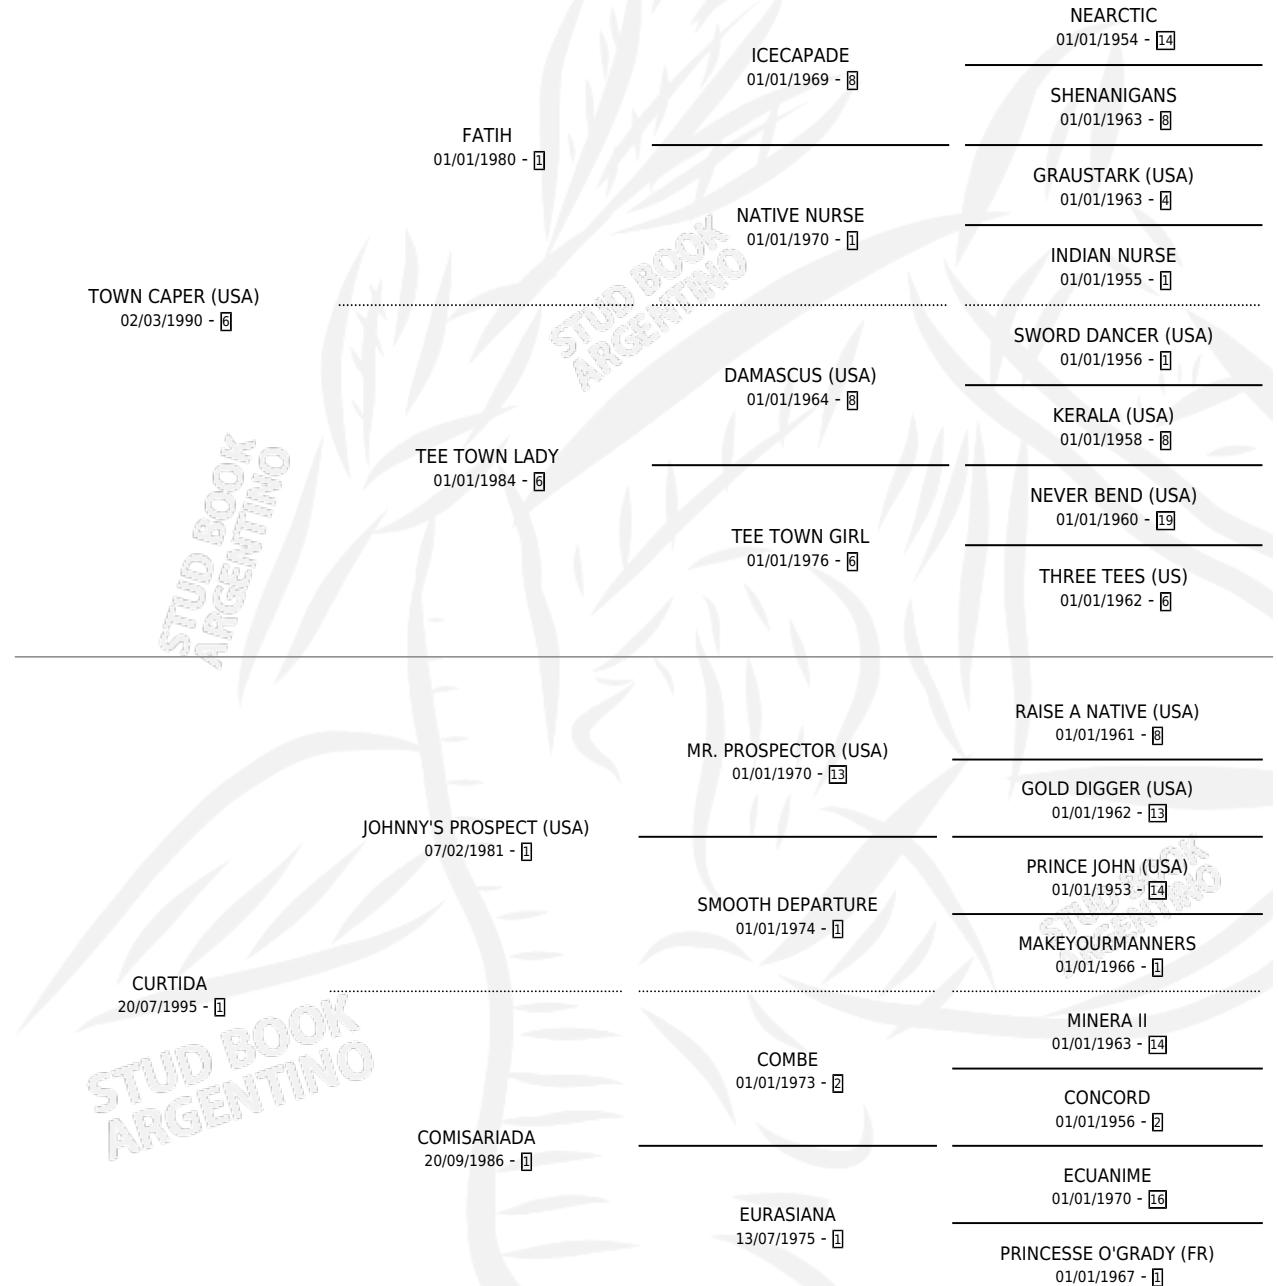 NEARCTIC
01/01/1954 - 14
ICECAPADE
01/01/1969 - 8
SHENANIGANS
01/01/1963 - 8
FATIH
01/01/1980 - 1
GRAUSTARK (USA)
01/01/1963 - 4
NATIVE NURSE
01/01/1970 - 1
INDIAN NURSE
01/01/1955 - 1
TOWN CAPER (USA)
02/03/1990 - 6
STUD BOOK
ARGENTINO
SWORD DANCER (USA)
01/01/1956 - 1
DAMASCUS (USA)
01/01/1964 - 8
KERALA (USA)
01/01/1958 - 8
TEE TOWN LADY
01/01/1984 - 6
NEVER BEND (USA)
01/01/1960 - 19
TEE TOWN GIRL
01/01/1976 - 6
THREE TEES (US)
01/01/1962 - 6
STUD BOOK
ARGENTINO
RAISE A NATIVE (USA)
01/01/1961 - 8
MR. PROSPECTOR (USA)
01/01/1970 - 13
GOLD DIGGER (USA)
01/01/1962 - 13
JOHNNY'S PROSPECT (USA)
07/02/1981 - 1
PRINCE JOHN (USA)
01/01/1953 - 14
SMOOTH DEPARTURE
01/01/1974 - 1
STUD BOOK
ARGENTINO
MAKEYOURMANNERS
01/01/1966 - 1
CURTIDA
20/07/1995 - 1
MINERA II
01/01/1963 - 14
COMBE
01/01/1973 - 2
STUD BOOK
ARGENTINO
CONCORD
01/01/1956 - 2
COMISARIADA
20/09/1986 - 1
ECUANIME
01/01/1970 - 16
EURASIANA
13/07/1975 - 1
PRINCESSE O'GRADY (FR)
01/01/1967 - 1